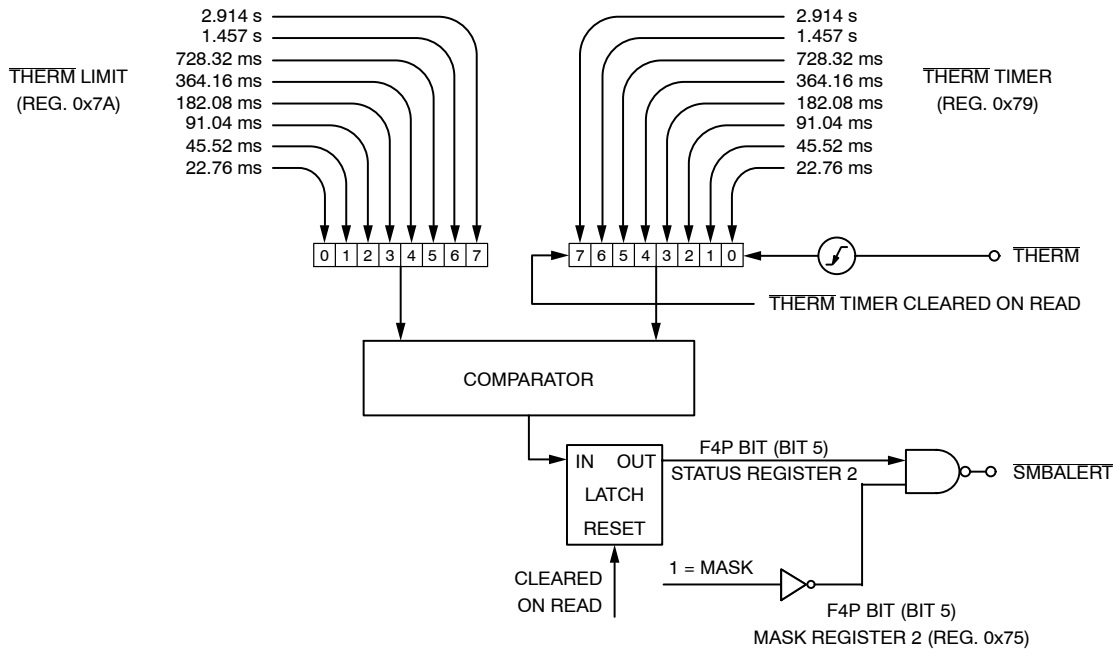 2.914 s
1.457 s
728.32 ms
364.16 ms
182.08 ms
91.04 ms
45.52 ms
22.76 ms
THERM LIMIT
(REG. 0x7A)
0 1 2 3 4 5 6 7
2.914 s
1.457 s
728.32 ms
364.16 ms
182.08 ms
91.04 ms
45.52 ms
22.76 ms
THERM TIMER
(REG. 0x79)
7 6 5 4 3 2 1 0
THERM
THERM TIMER CLEARED ON READ
COMPARATOR
IN OUT
LATCH
RESET
F4P BIT (BIT 5)
STATUS REGISTER 2
SMBALERT
CLEARED
ON READ
1 = MASK
F4P BIT (BIT 5)
MASK REGISTER 2 (REG. 0x75)